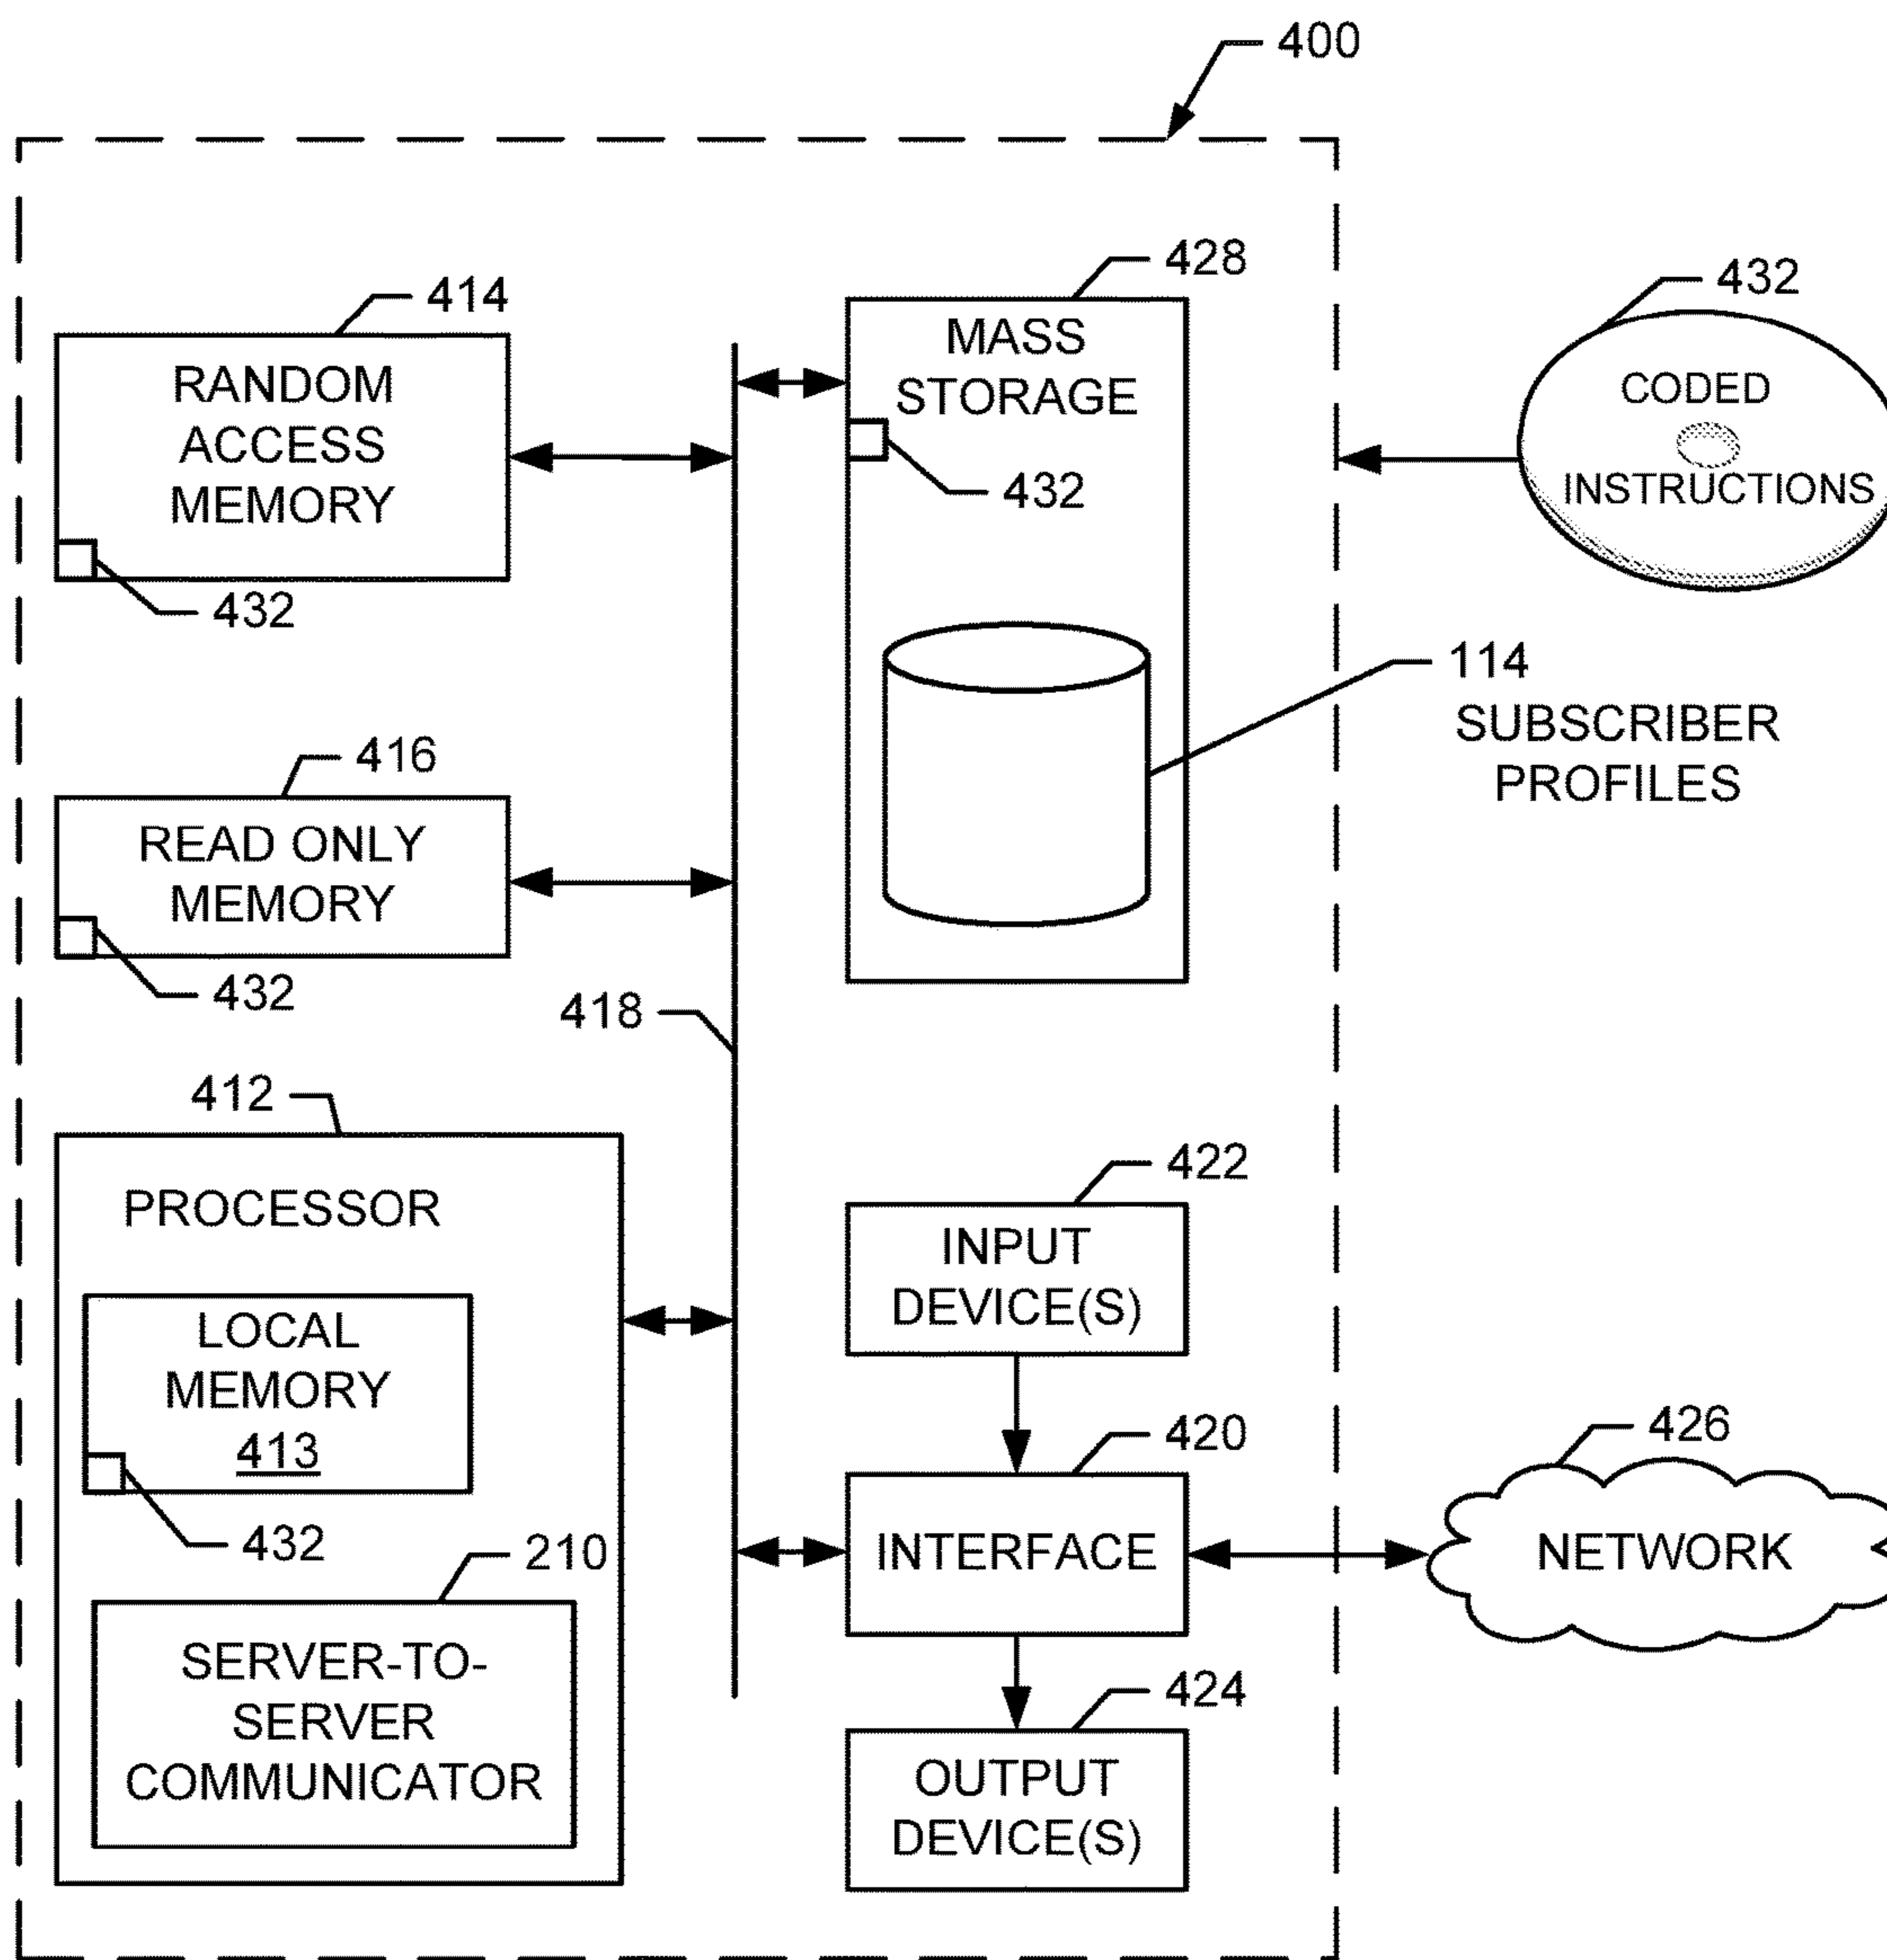 400
414
RANDOM
ACCESS
MEMORY
432
428
MASS
STORAGE
432
432
CODED
INSTRUCTIONS
114
SUBSCRIBER
PROFILES
416
READ ONLY
MEMORY
432
418
412
PROCESSOR
LOCAL
MEMORY
413
432
210
SERVER-TO-
SERVER
COMMUNICATOR
422
INPUT
DEVICE(S)
420
INTERFACE
424
OUTPUT
DEVICE(S)
426
NETWORK